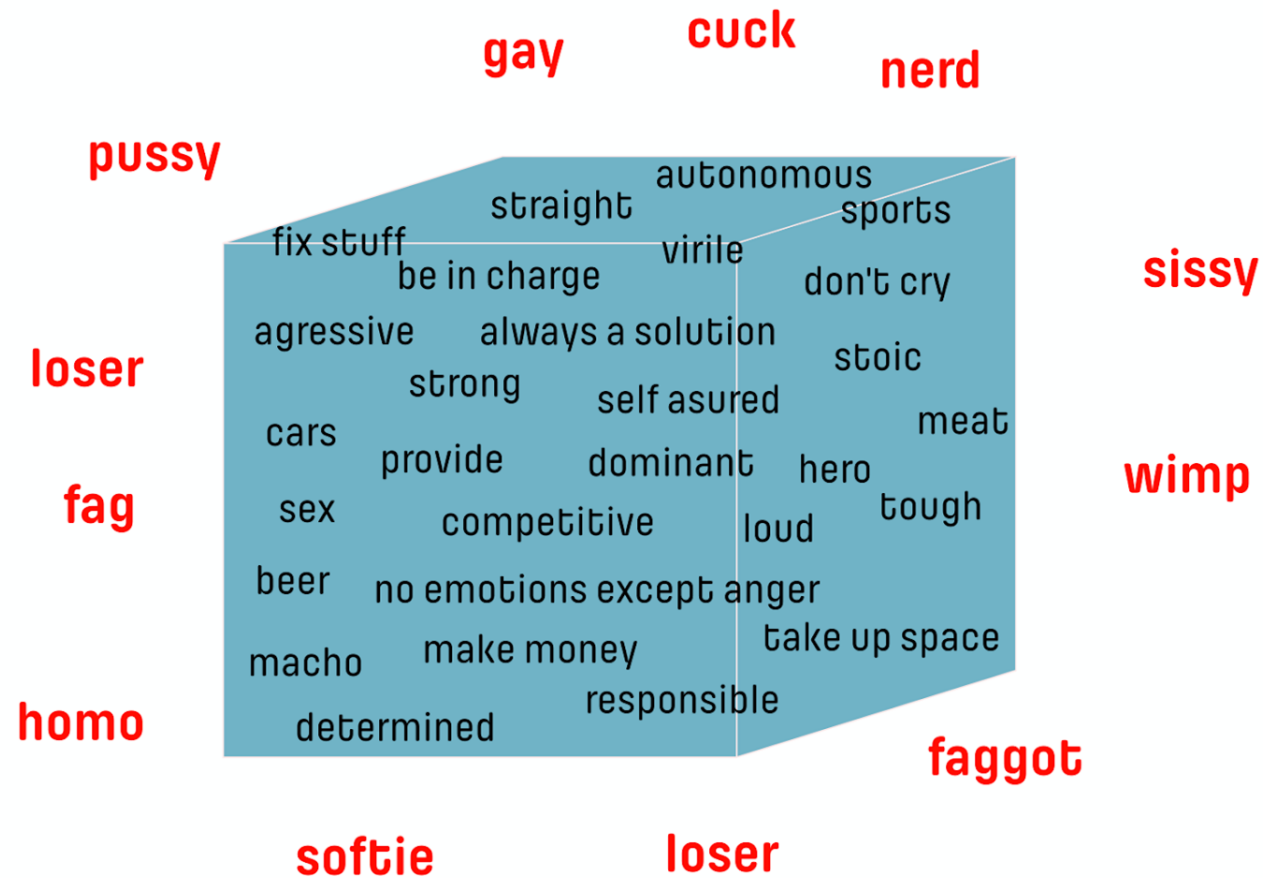 cuck
gay
nerd
pussy
autonomous
straight
sports
fix stuff
virile
be in charge
don't cry
sissy
agressive
always a solution
stoic
loser
strong
self asured
meat
cars
provide
dominant
hero
wimp
fag
sex
tough
competitive
loud
beer
no emotions except anger
take up space
macho
make money
responsible
homo
determined
faggot
softie
loser